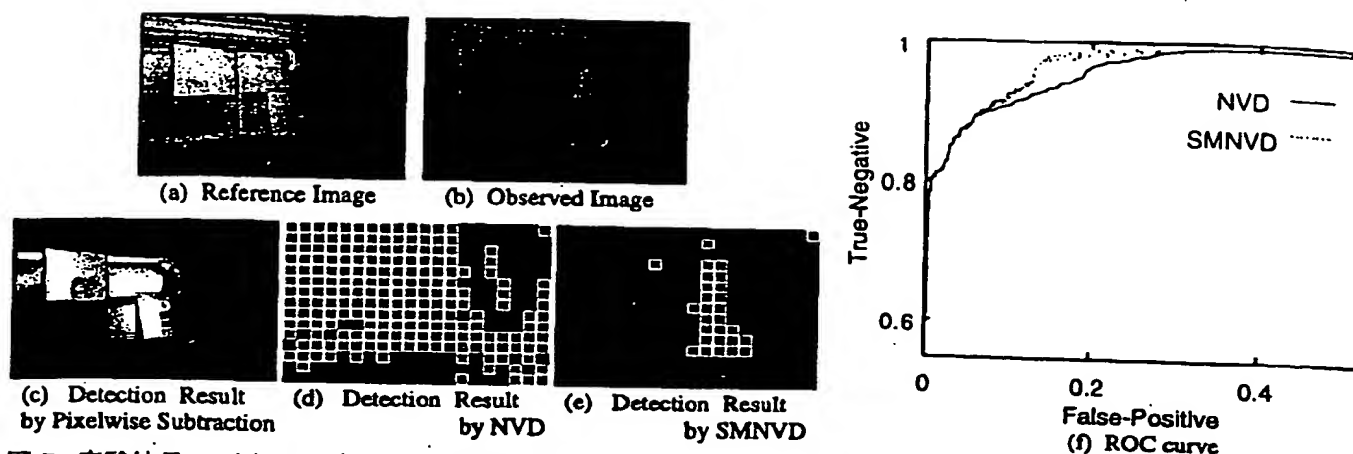 (a) Reference Image
(b) Observed Image
(c) Detection Result
by Pixelwise Subtraction
(d) Detection Result
by NVD
(e) Detection Result
by SMNVD
1
0.8
0.6
True-Negative
NVD
SMNVD
0
0.2
0.4
False-Positive
(f) ROC curve